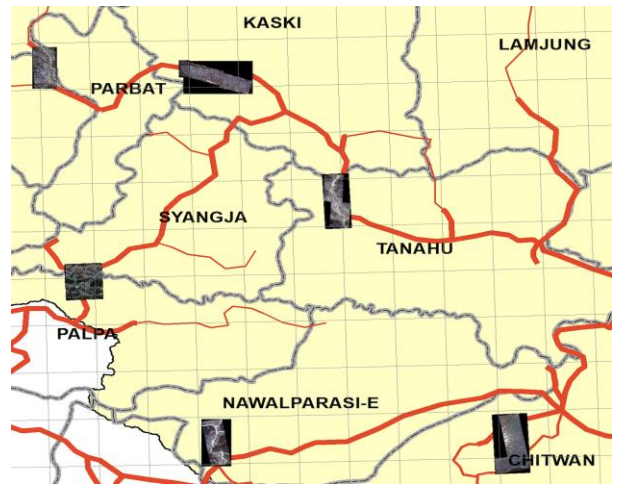 KASKI
LAMJUNG
PARBAT
SYANGJA
TANAHU
PALPA
NAWALPARASI-E
CHITWAN